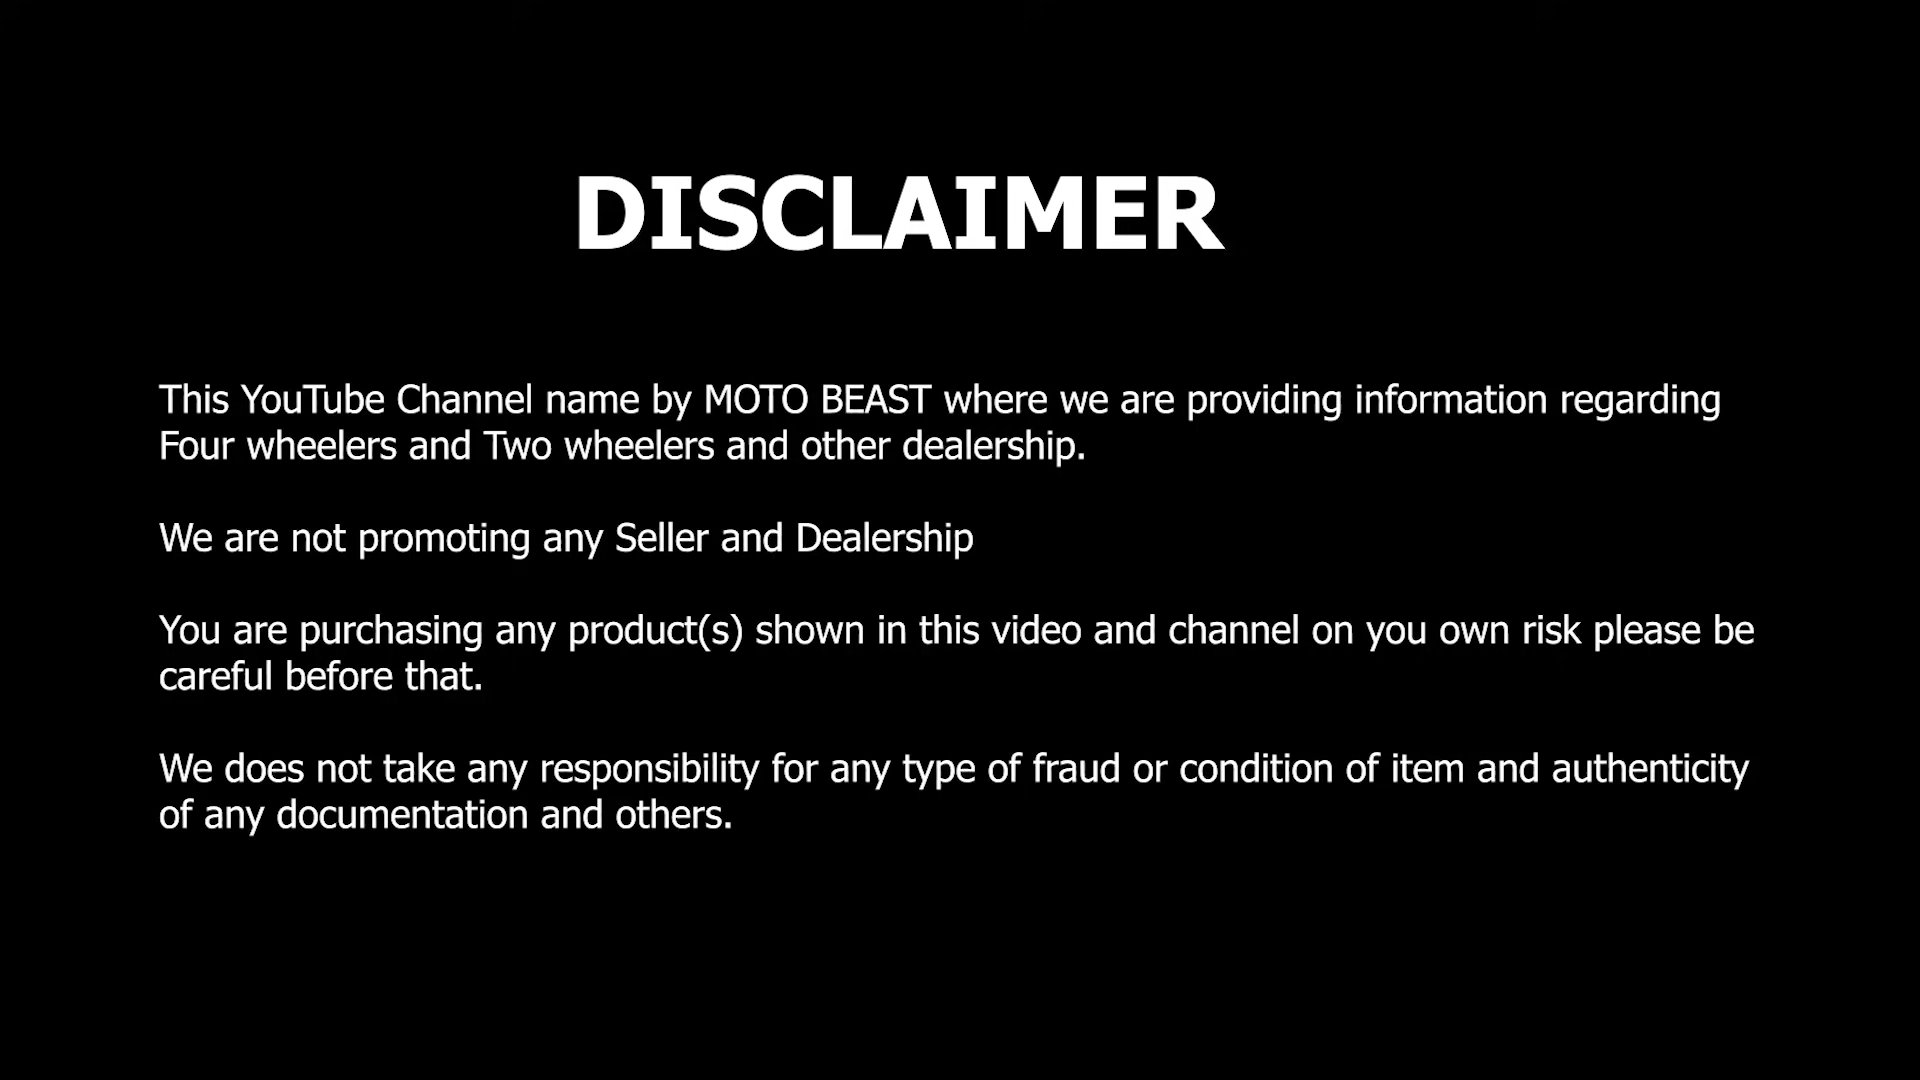 DISCLAIMER
This YouTube Channel name by MOTO BEAST where we are providing information regarding
Four wheelers and Two wheelers and other dealership.
We are not promoting any Seller and Dealership
You are purchasing any product(s) shown in this video and channel on you own risk please be
careful before that.
We does not take any responsibility for any type of fraud or condition of item and authenticity
of any documentation and others.